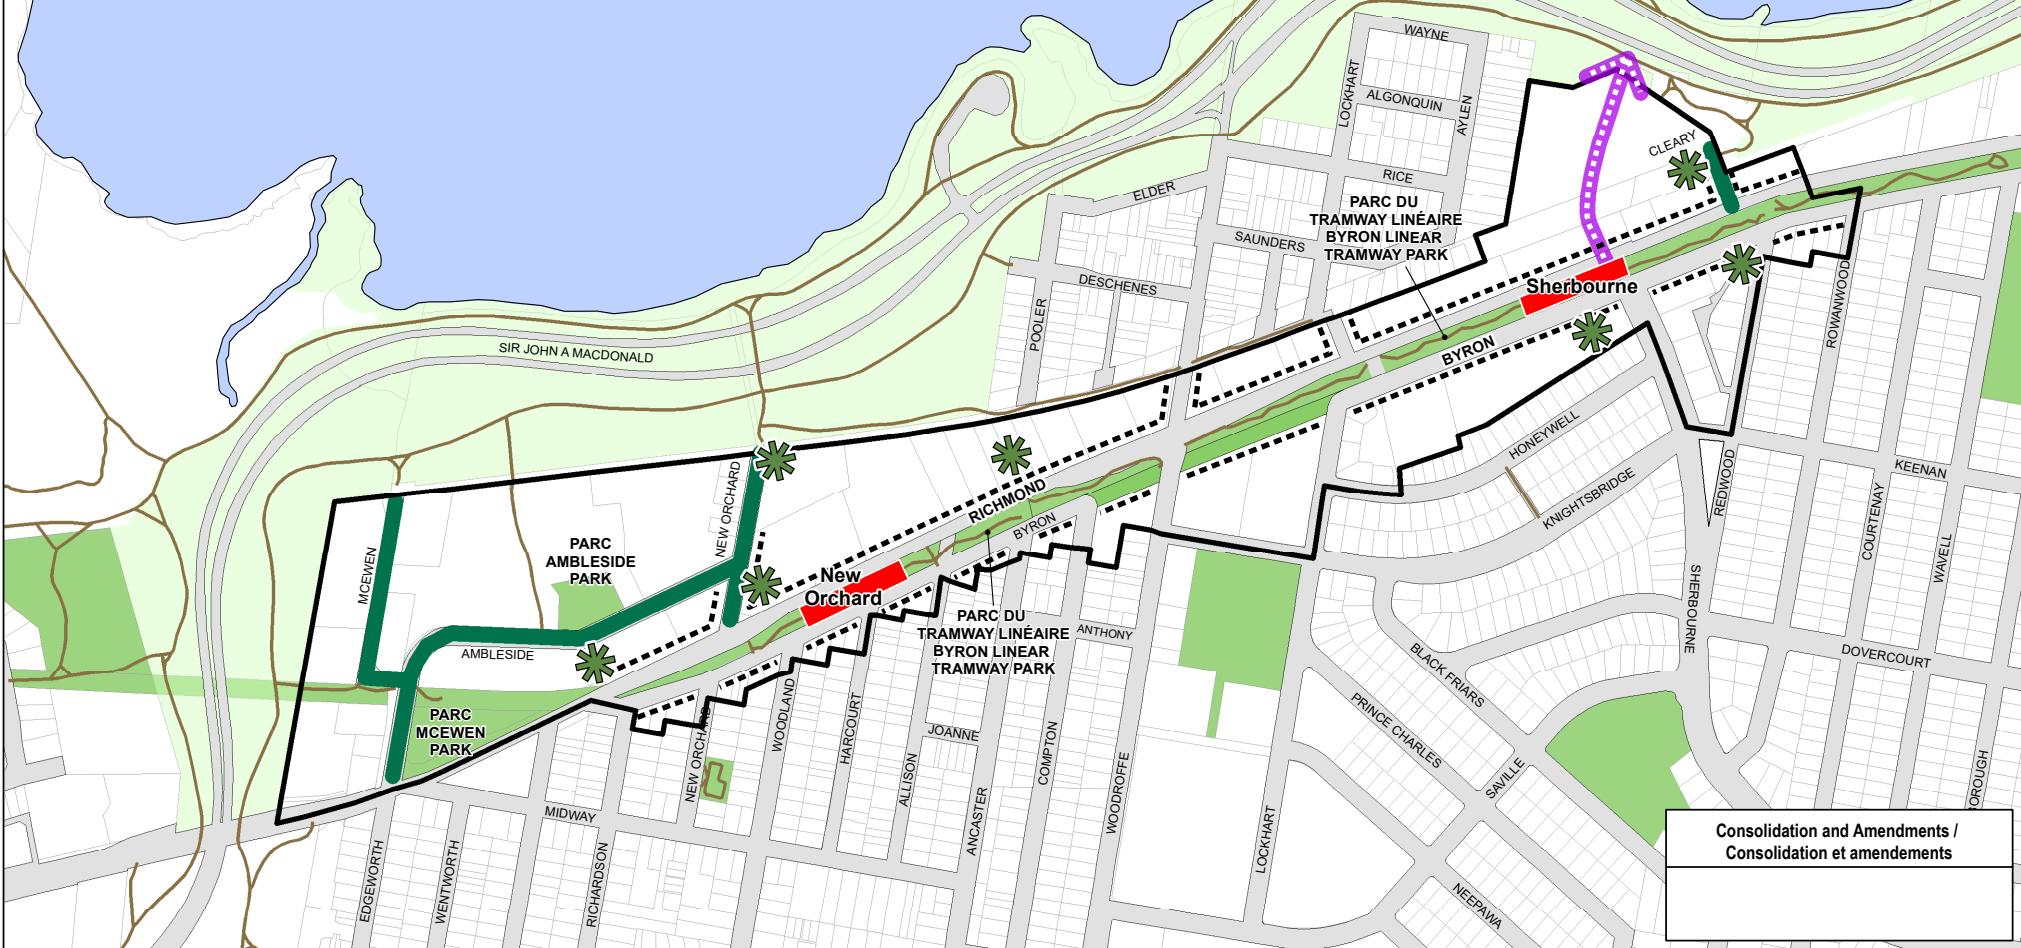 WAYNE
LOCKHART
ALGONQUIN
AYLEN
CLEARY
RICE
ELDER
PARC DU
TRAMWAY LINÉAIRE
BYRON LINEAR
TRAMWAY PARK
SAUNDERS
DESCHENES
Sherbourne
ROWANWOOD
POOLER
SIR JOHN A MACDONALD
BYRON
HONEYWELL
KEENAN
KNIGHTSBRIDGE
REDWOOD
NEW ORCHARD
RICHMOND
BYRON
COURTENAY
WAVELL
PARC
AMBLESIDE
PARK
MCEWEN
New
Orchard
SHERBOURNE
PARC DU
TRAMWAY LINÉAIRE
BYRON LINEAR
TRAMWAY PARK
ANTHONY
AMBLESIDE
BLACK FRIARS
DOVERCOURT
PARC
MCEWEN
PARK
NEW ORCHARD
WOODLAND
HARCOURT
JOANNE
ALLISON
COMPTON
WOODROFFE
PRINCE CHARLES
SAVILLE
OROUGH
MIDWAY
ANCASTER
LOCKHART
EDGEWORTH
WENTWORTH
RICHARDSON
NEEPAWA
Consolidation and Amendments /
Consolidation et amendements